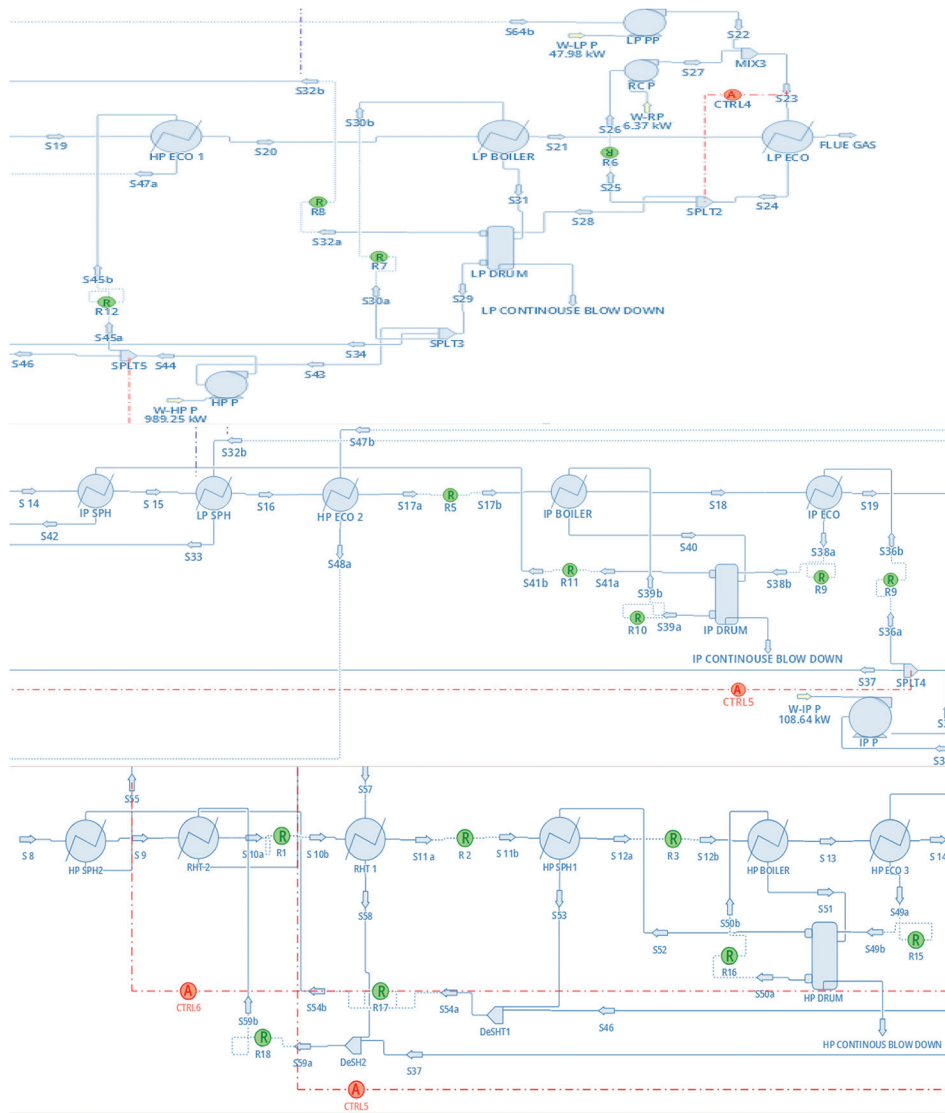 S64b
W-LP P
47.98 kW
LP PP
S22
MIX3
S27
RC P
S32b
S30b
S26
W-RP
6.37 kW
CTRL4
S23
S19
HP ECO 1
S20
LP BOILER
S21
R6
LP ECO
FLUE GAS
S47a
S25
S31
R8
SPLT2
S24
S28
S32a
R7
LP DRUM
S45b
S30a
S29
LP CONTINOUSE BLOW DOWN
R12
S45a
S34
SPLT3
S46
SPLT5
S44
S43
W-HP P
989.25 kW
HP P
S32b
S47b
S 14
IP SPH
S 15
LP SPH
S16
HP ECO 2
S17a
R5
S17b
IP BOILER
S18
IP ECO
S19
S42
S33
S48a
S40
S38a
S36b
S41b
R11
S41a
S39b
S38b
R9
R9
R10
S39a
IP DRUM
S36a
IP CONTINOUSE BLOW DOWN
S37
SPLT4
CTRL5
W-IP P
108.64 kW
IP P
S55
S57
S 8
HP SPH2
S 9
RHT-2
S 10a
R1
S 10b
RHT 1
S11a
R 2
S 11b
HP SPH1
S 12a
R 3
S12b
HP BOILER
S 13
HP ECO 3
S 14
S58
S53
S50b
S51
S49a
S52
S49b
R15
R16
S50a
HP DRUM
CTRL6
S54b
R17
S54a
DeSHT1
S46
S59b
R18
S59a
DeSH2
S37
HP CONTINOUS BLOW DOWN
CTRL5